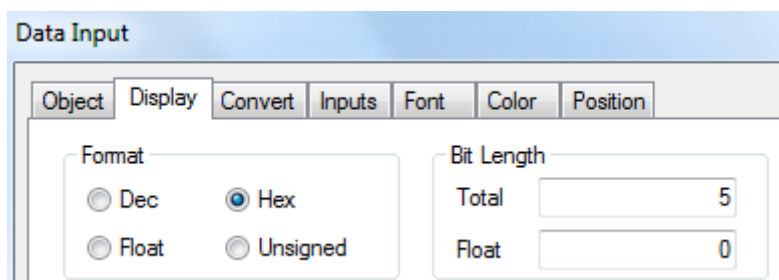 Data Input
Object Display Convert Inputs Font Color Position
Format Bit Length
Dec Hex Total 5
Float Unsigned Float 0